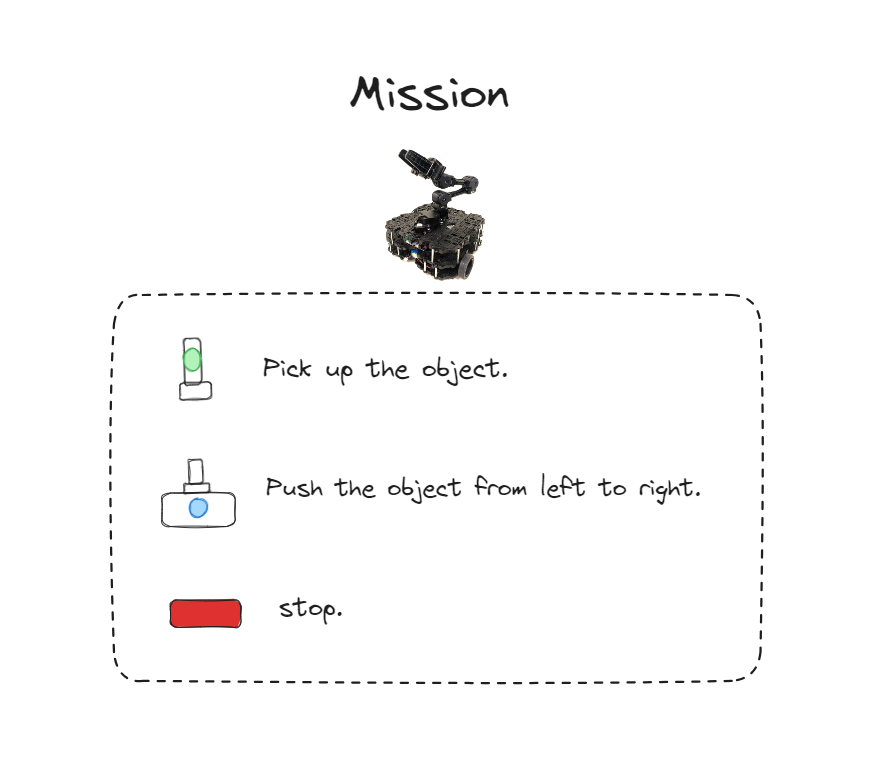 Mission
Pick up the object.
Push the object from left to right.
stop.